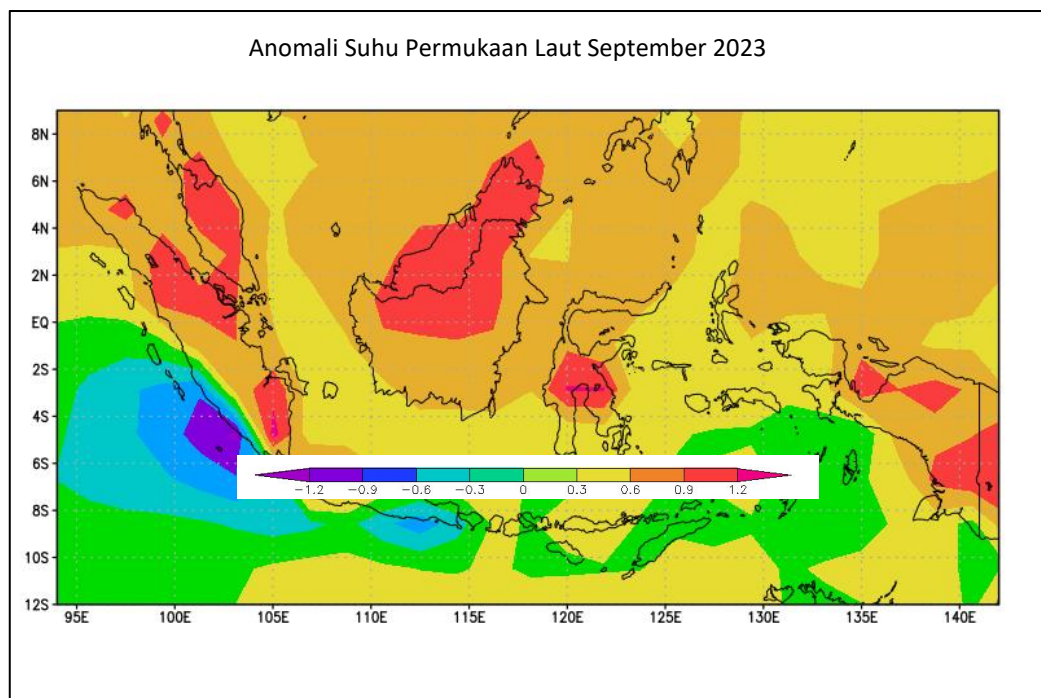 Anomali Suhu Permukaan Laut September 2023
8N
6N
4N
2N
EQ
2S
4S
6S
8S
10S
12S
−1.2 −0.9 −0.6 −0.3 0 0.3 0.6 0.9 1.2
95E 100E 105E 110E 115E 120E 125E 130E 135E 140E